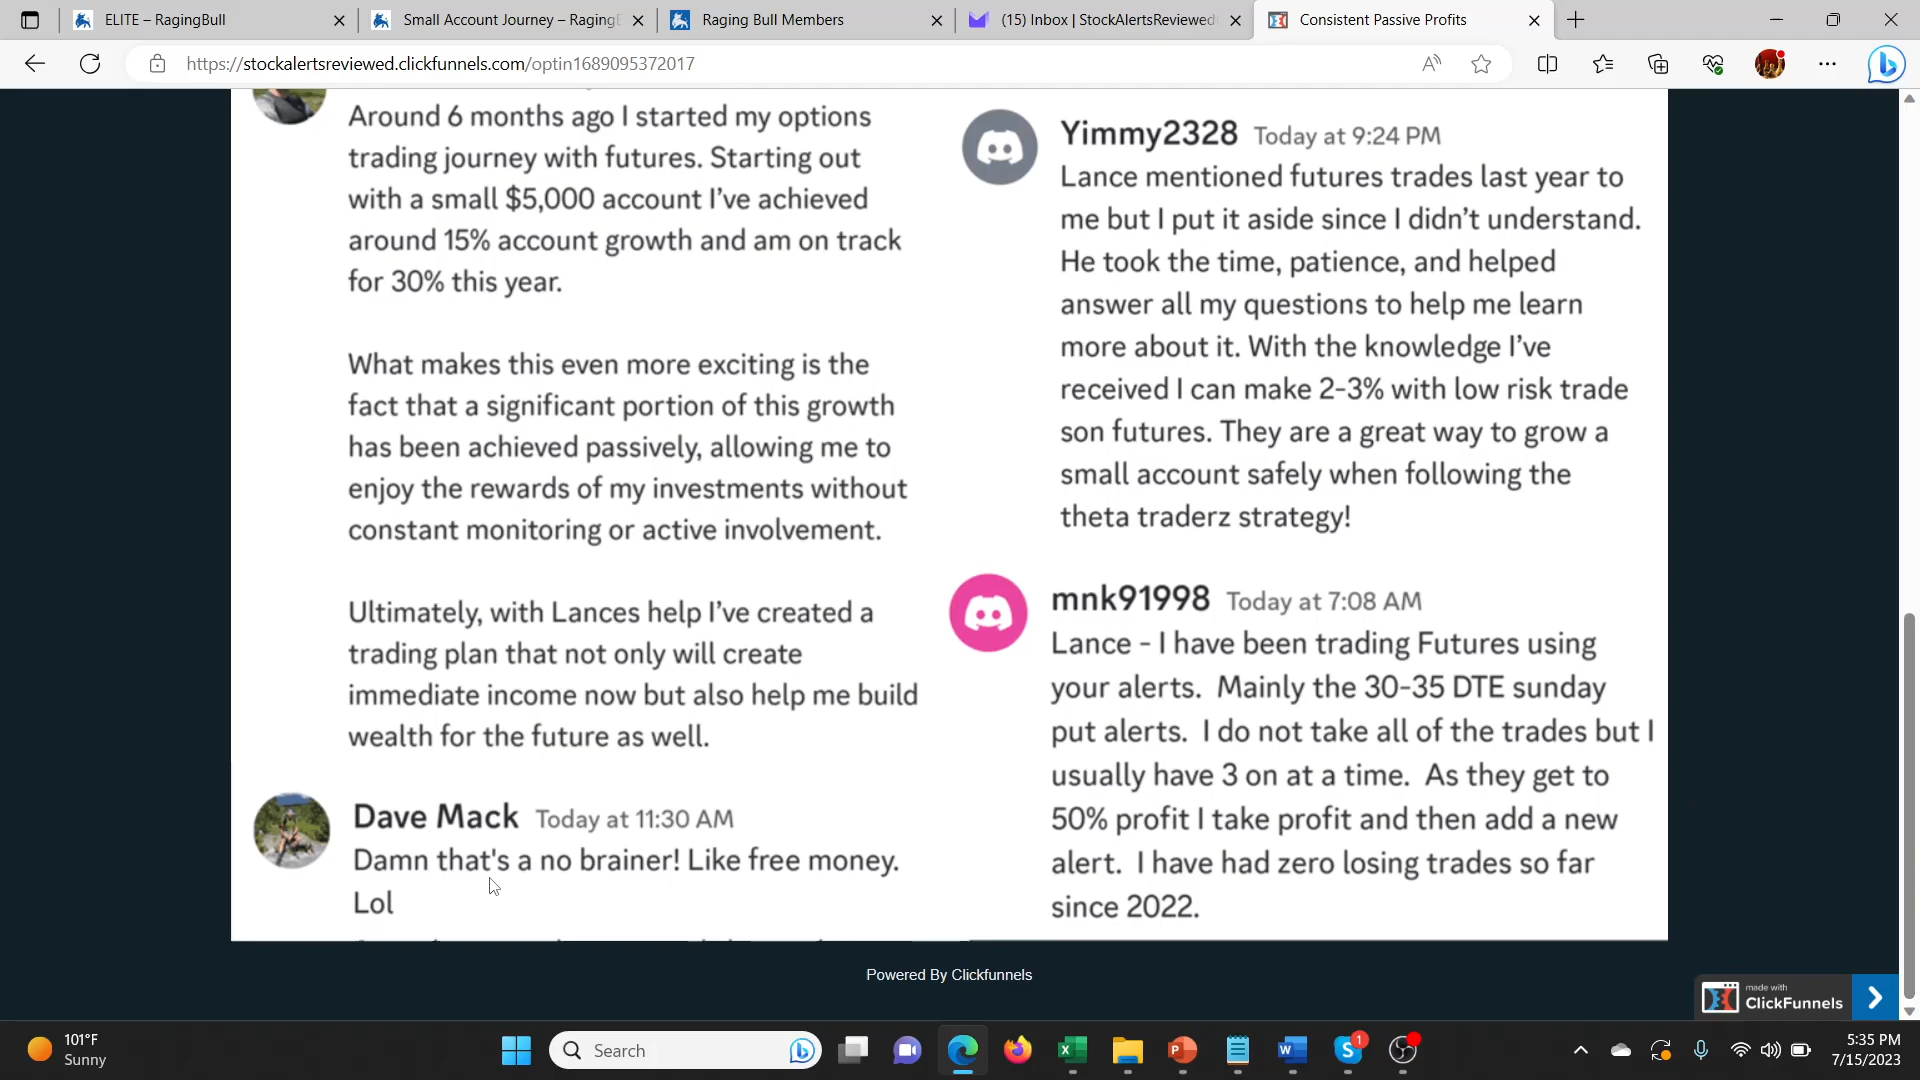 ELITE – RagingBull
Small Account Journey – RagingB
Raging Bull Members
(15) Inbox | StockAlertsReviewed
Consistent Passive Profits
https://stockalertsreviewed.clickfunnels.com/optin1689095372017
Around 6 months ago I started my options
trading journey with futures. Starting out
with a small $5,000 account I've achieved
around 15% account growth and am on track
for 30% this year.
What makes this even more exciting is the
fact that a significant portion of this growth
has been achieved passively, allowing me to
enjoy the rewards of my investments without
constant monitoring or active involvement.
Ultimately, with Lances help I've created a
trading plan that not only will create
immediate income now but also help me build
wealth for the future as well.
Dave Mack Today at 11:30 AM
Damn that's a no brainer! Like free money.
Lol
Yimmy2328 Today at 9:24 PM
Lance mentioned futures trades last year to
me but I put it aside since I didn't understand.
He took the time, patience, and helped
answer all my questions to help me learn
more about it. With the knowledge I've
received I can make 2-3% with low risk trade
son futures. They are a great way to grow a
small account safely when following the
theta traderz strategy!
mnk91998 Today at 7:08 AM
Lance - I have been trading Futures using
your alerts. Mainly the 30-35 DTE sunday
put alerts. I do not take all of the trades but I
usually have 3 on at a time. As they get to
50% profit I take profit and then add a new
alert. I have had zero losing trades so far
since 2022.
Powered By Clickfunnels
made with
ClickFunnels
101°F
Sunny
Search
1
5:35 PM
7/15/2023